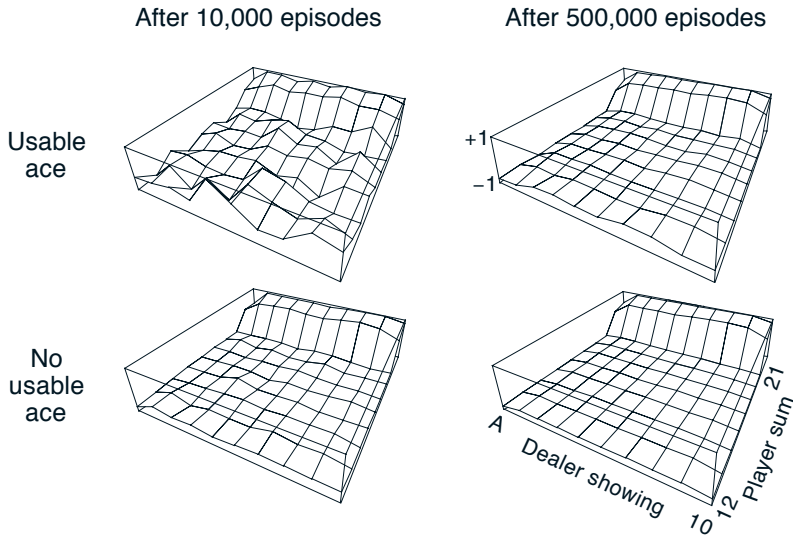 After 10,000 episodes
After 500,000 episodes
Usable
ace
+1
−1
No
usable
ace
A
Dealer showing
10
12
Player sum
21